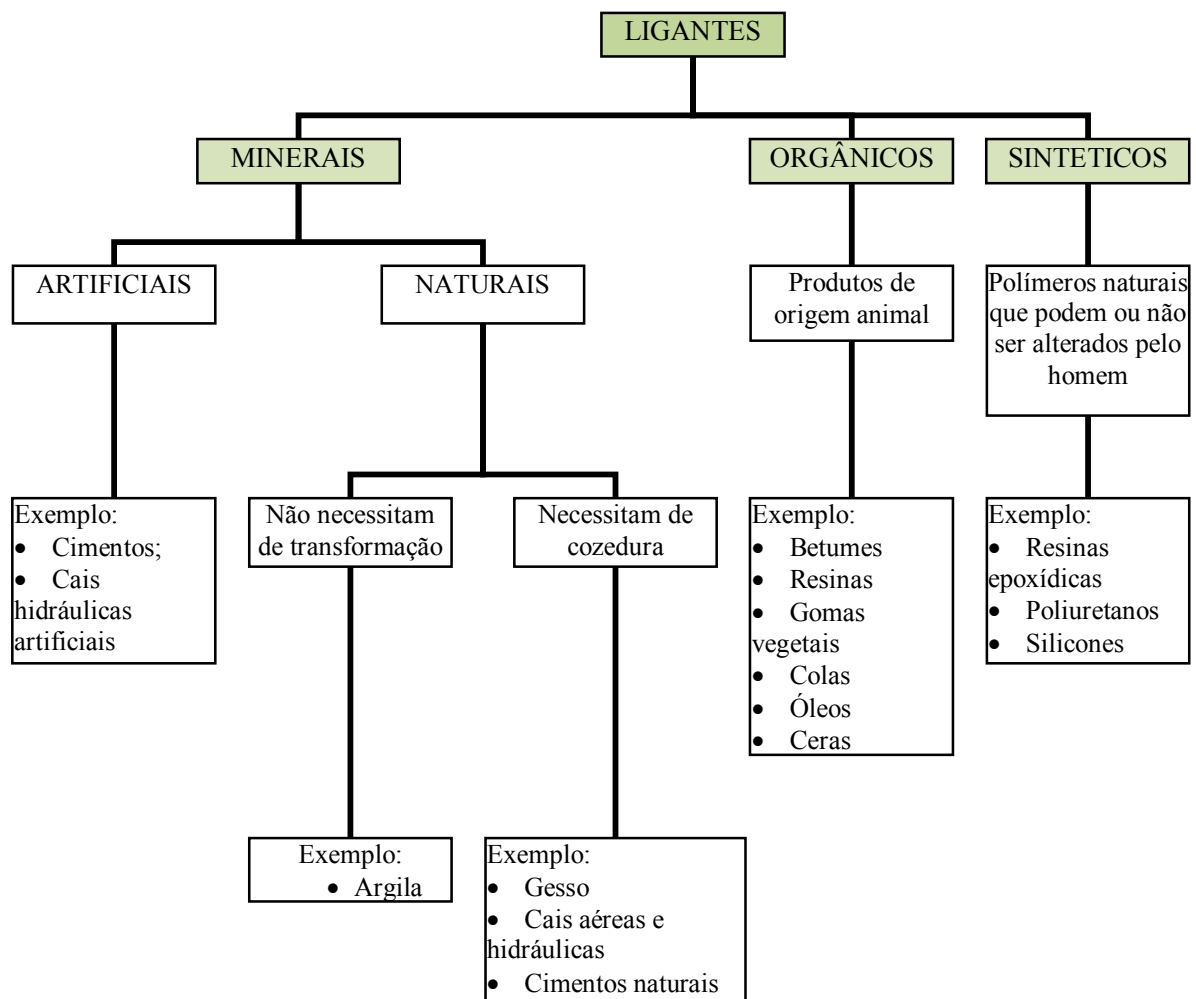 LIGANTES
MINERAIS
ORGÂNICOS
SINTETICOS
ARTIFICIAIS
NATURAIS
Produtos de
origem animal
Polímeros naturais
que podem ou não
ser alterados pelo
homem
Exemplo:
• Cimentos;
• Cais
hidráulicas
artificiais
Não necessitam
de transformação
Necessitam de
cozedura
Exemplo:
• Betumes
• Resinas
• Gomas
vegetais
• Colas
• Óleos
• Ceras
Exemplo:
• Resinas
epoxídicas
• Poliuretanos
• Silicones
Exemplo:
• Argila
Exemplo:
• Gesso
• Cais aéreas e
hidráulicas
• Cimentos naturais